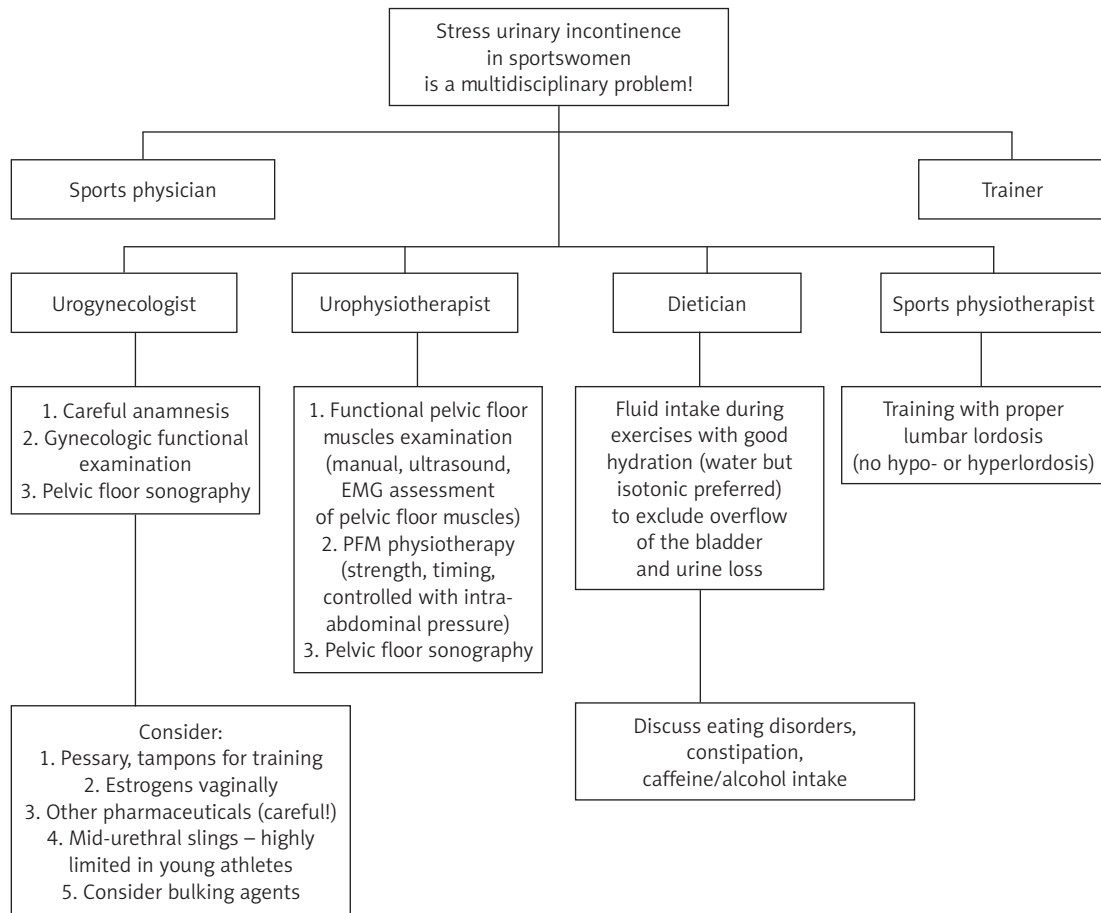 Stress urinary incontinence
in sportswomen
is a multidisciplinary problem!
Sports physician
Trainer
Urogynecologist
Urophysiotherapist
Dietician
Sports physiotherapist
1. Careful anamnesis
2. Gynecologic functional
examination
3. Pelvic floor sonography
1. Functional pelvic floor
muscles examination
(manual, ultrasound,
EMG assessment
of pelvic floor muscles)
2. PFM physiotherapy
(strength, timing,
controlled with intra-
abdominal pressure)
3. Pelvic floor sonography
Fluid intake during
exercises with good
hydration (water but
isotonic preferred)
to exclude overflow
of the bladder
and urine loss
Training with proper
lumbar lordosis
(no hypo- or hyperlordosis)
Consider:
1. Pessary, tampons for training
2. Estrogens vaginally
3. Other pharmaceuticals (careful!)
4. Mid-urethral slings – highly
limited in young athletes
5. Consider bulking agents
Discuss eating disorders,
constipation,
caffeine/alcohol intake